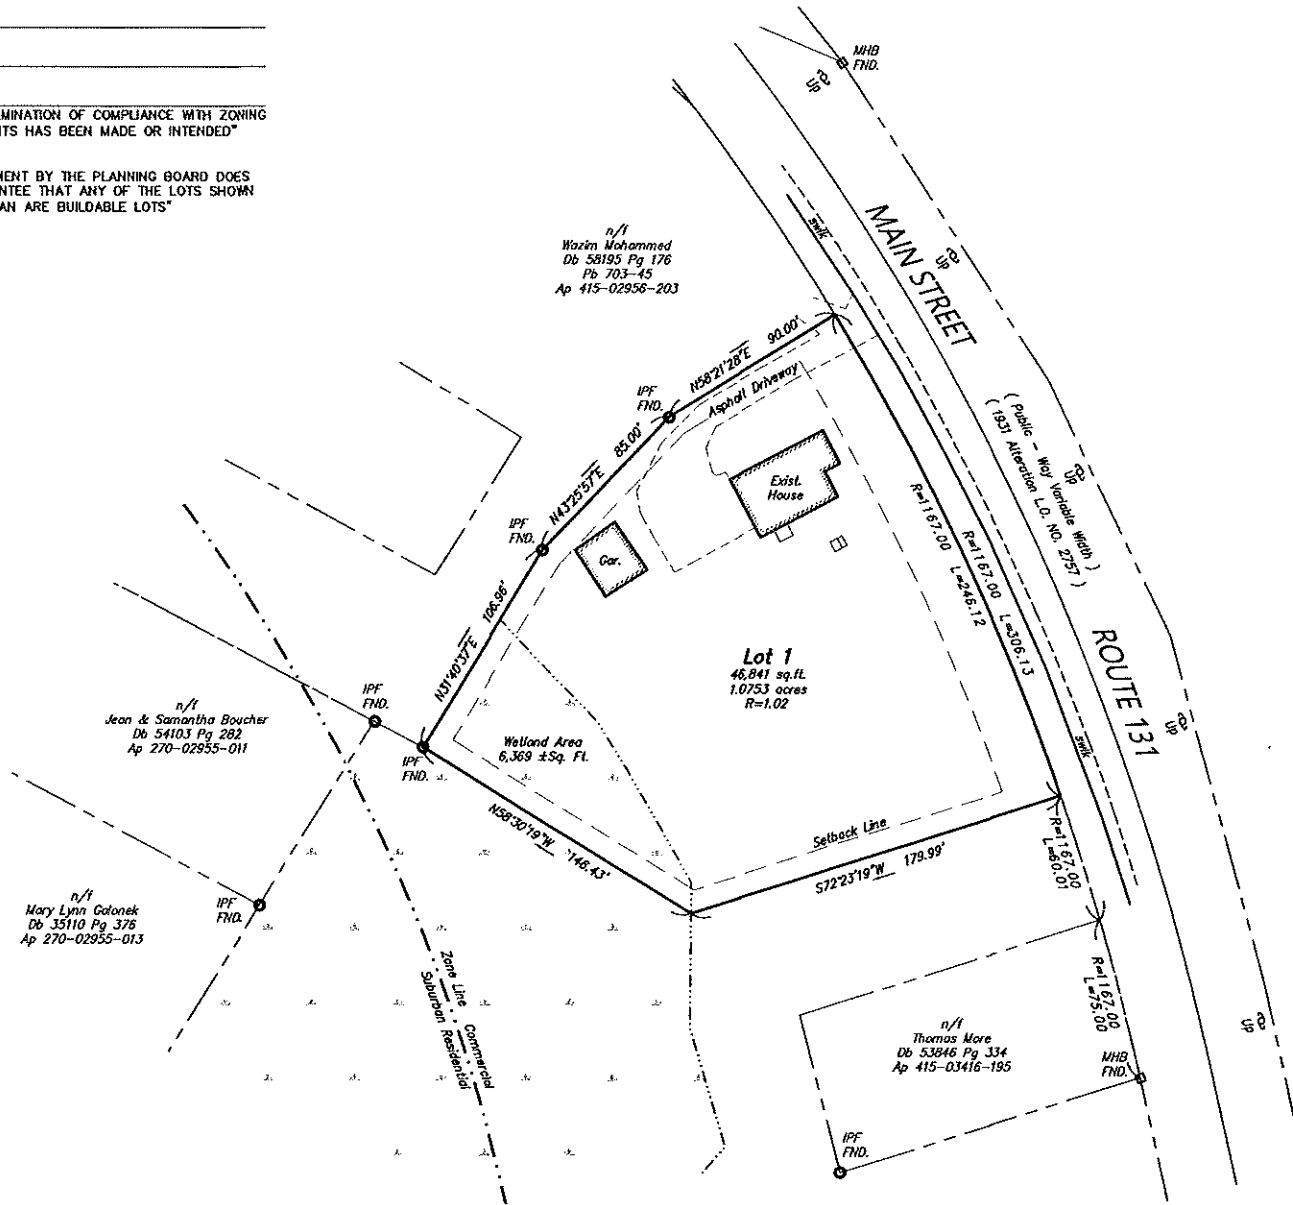 MINATION OF COMPLIANCE WITH ZONING
TS HAS BEEN MADE OR INTENDED"
MENT BY THE PLANNING BOARD DOES
NTEE THAT ANY OF THE LOTS SHOWN
AN ARE BUILDABLE LOTS"
MHB
FND.
Up
n/f
Wazim Mohammed
Db 58195 Pg 176
Pb 703-45
Ap 415-02956-203
swlk
MAIN STREET
Up
N58°21'28"E 90.00'
IPF
FND.
Asphalt Driveway
( Public - Way Variable Width )
( 1931 Alteration L.O. NO. 2757 )
Up
N43°25'57"E 85.00'
Exist.
House
IPF
FND.
Gar.
R=1167.00 L=246.12
R=1167.00 L=306.13
N31°40'37"E 106.96'
Lot 1
46,841 sq.ft.
1.0753 acres
R=1.02
ROUTE 131
Up
n/f
Jean & Samantha Boucher
Db 54103 Pg 282
Ap 270-02955-011
IPF
FND.
IPF
FND.
Wetland Area
6,369 ±Sq. Ft.
swlk
N58°30'19"W 146.43'
Setback Line
S72°23'19"W 179.99'
R=1167.00
L=60.01
n/f
Mary Lynn Galonek
Db 35110 Pg 376
Ap 270-02955-013
IPF
FND.
Zone Line Commercial
Suburban Residential
R=1167.00
L=75.00
n/f
Thomas More
Db 53846 Pg 334
Ap 415-03416-195
Up
MHB
FND.
IPF
FND.